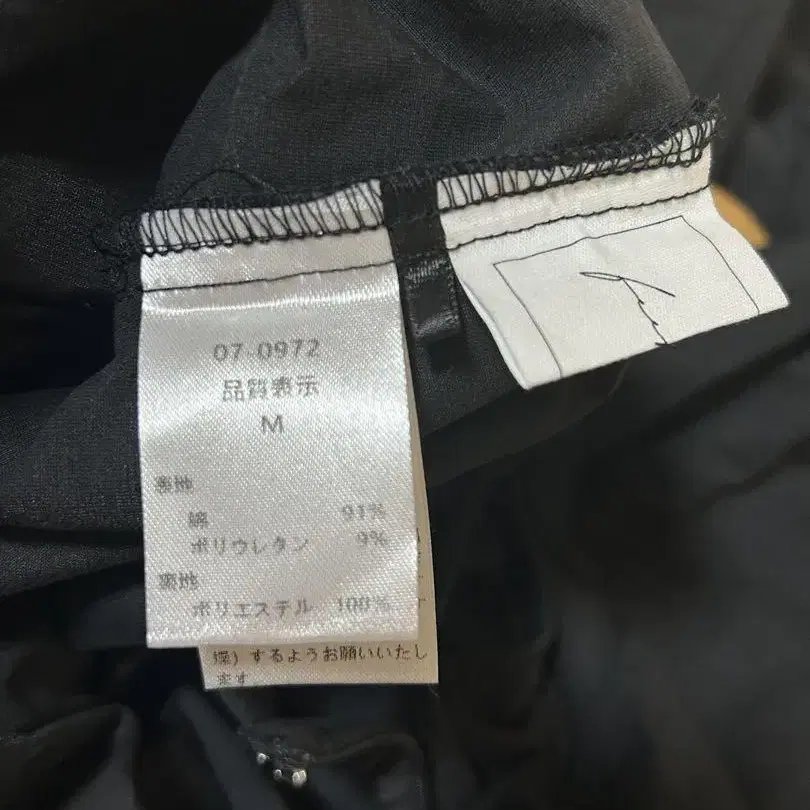 07-0972
品質表示
M
表地
綿 91%
ポリウレタン 9%
裏地
ポリエステル 100%
するようお願いいたし
ます